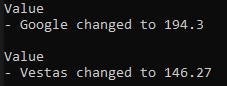 Value
- Google changed to 194.3
Value
- Vestas changed to 146.27